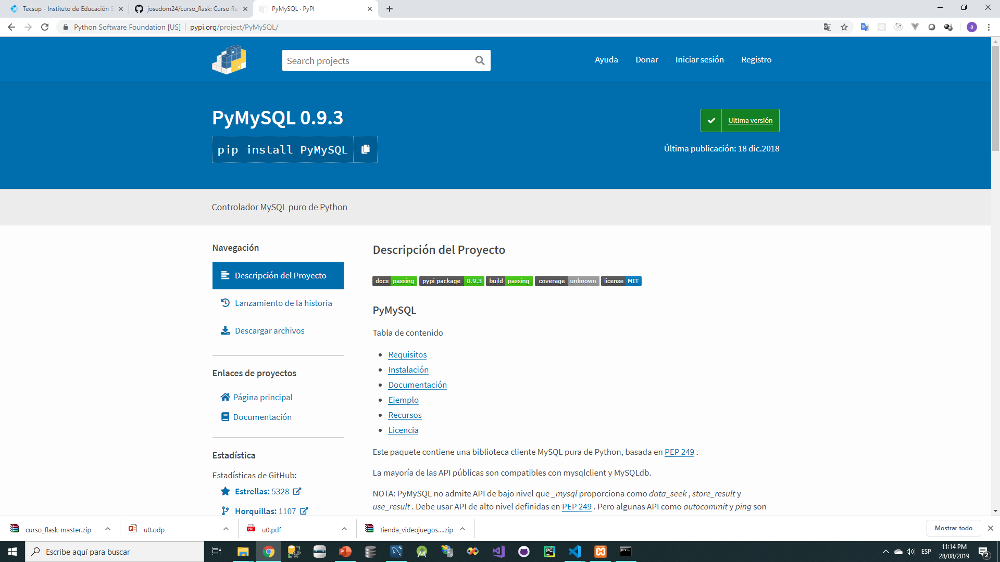 Tecsup - Instituto de Educación S
josedom24/curso_flask: Curso fla
PyMySQL · PyPI
Python Software Foundation [US]
pypi.org/project/PyMySQL/
a
Search projects
Ayuda
Donar
Iniciar sesión
Registro
PyMySQL 0.9.3
pip install PyMySQL
Ultima versión
Última publicación: 18 dic.2018
Controlador MySQL puro de Python
Navegación
Descripción del Proyecto
Lanzamiento de la historia
Descargar archivos
Enlaces de proyectos
Página principal
Documentación
Estadística
Estadísticas de GitHub:
Estrellas: 5328
Horquillas: 1107
Descripción del Proyecto
docs passing pypi package 0.9.3 build passing coverage unknown license MIT
PyMySQL
Tabla de contenido
Requisitos
Instalación
Documentación
Ejemplo
Recursos
Licencia
Este paquete contiene una biblioteca cliente MySQL pura de Python, basada en PEP 249 .
La mayoría de las API públicas son compatibles con mysqlclient y MySQLdb.
NOTA: PyMySQL no admite API de bajo nivel que _mysql proporciona como data_seek , store_result y
use_result . Debe usar API de alto nivel definidas en PEP 249 . Pero algunas API como autocommit y ping son
curso_flask-master.zip
u0.odp
PDF
u0.pdf
tienda_videojuegos....zip
Mostrar todo
Escribe aquí para buscar
PC
ESP
11:14 PM
28/08/2019
2